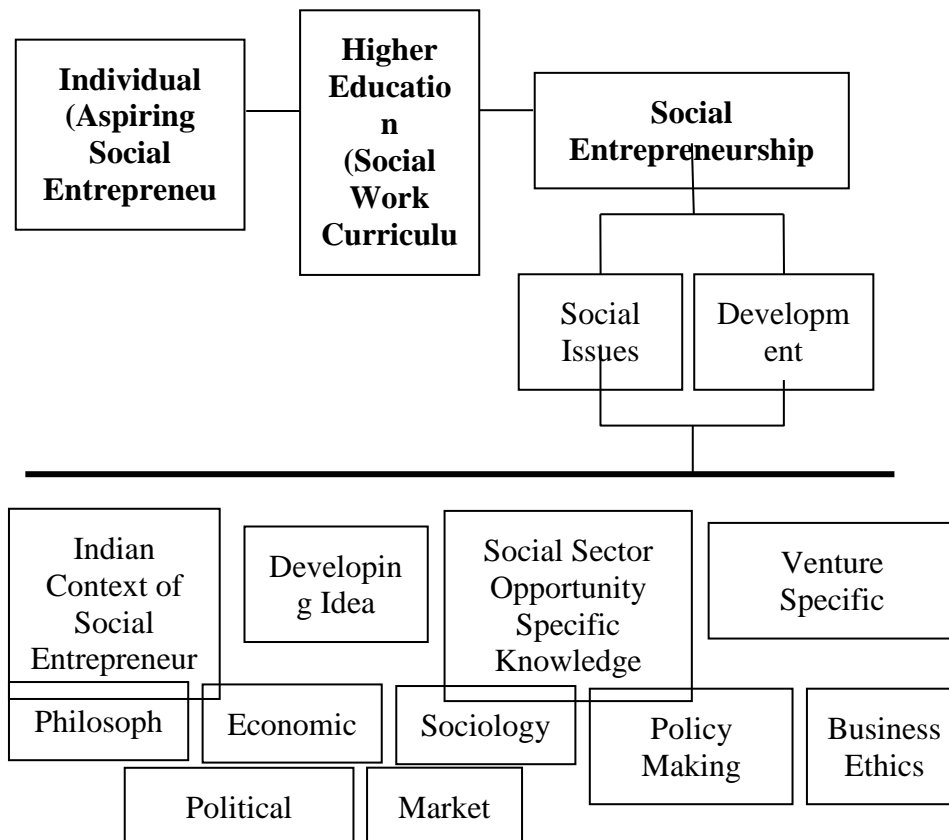 Individual
(Aspiring
Social
Entrepreneu
Higher
Educatio
n
(Social
Work
Curriculu
Social
Entrepreneurship
Social
Issues
Developm
ent
Indian
Context of
Social
Entrepreneur
Developin
g Idea
Social Sector
Opportunity
Specific
Knowledge
Venture
Specific
Philosoph
Economic
Sociology
Policy
Making
Business
Ethics
Political
Market